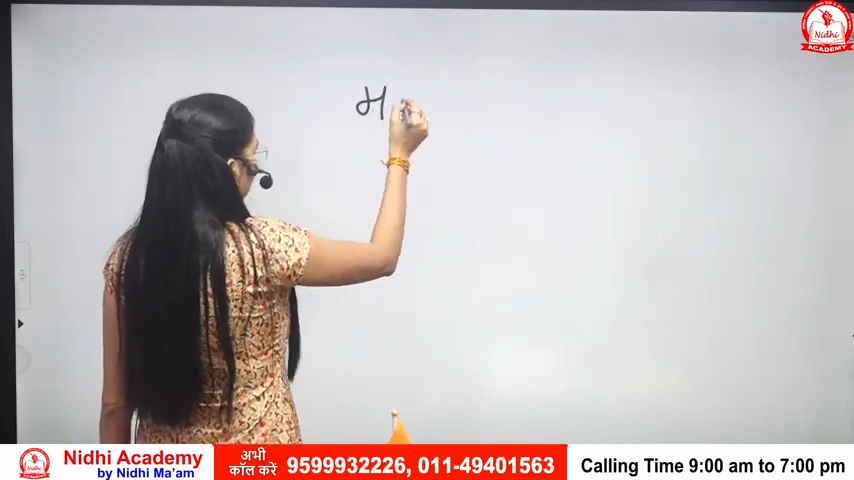 म
Nidhi
ACADEMY
Nidhi Academy
by Nidhi Ma'am
अभी
कॉल करें
9599932226, 011-49401563
Calling Time 9:00 am to 7:00 pm